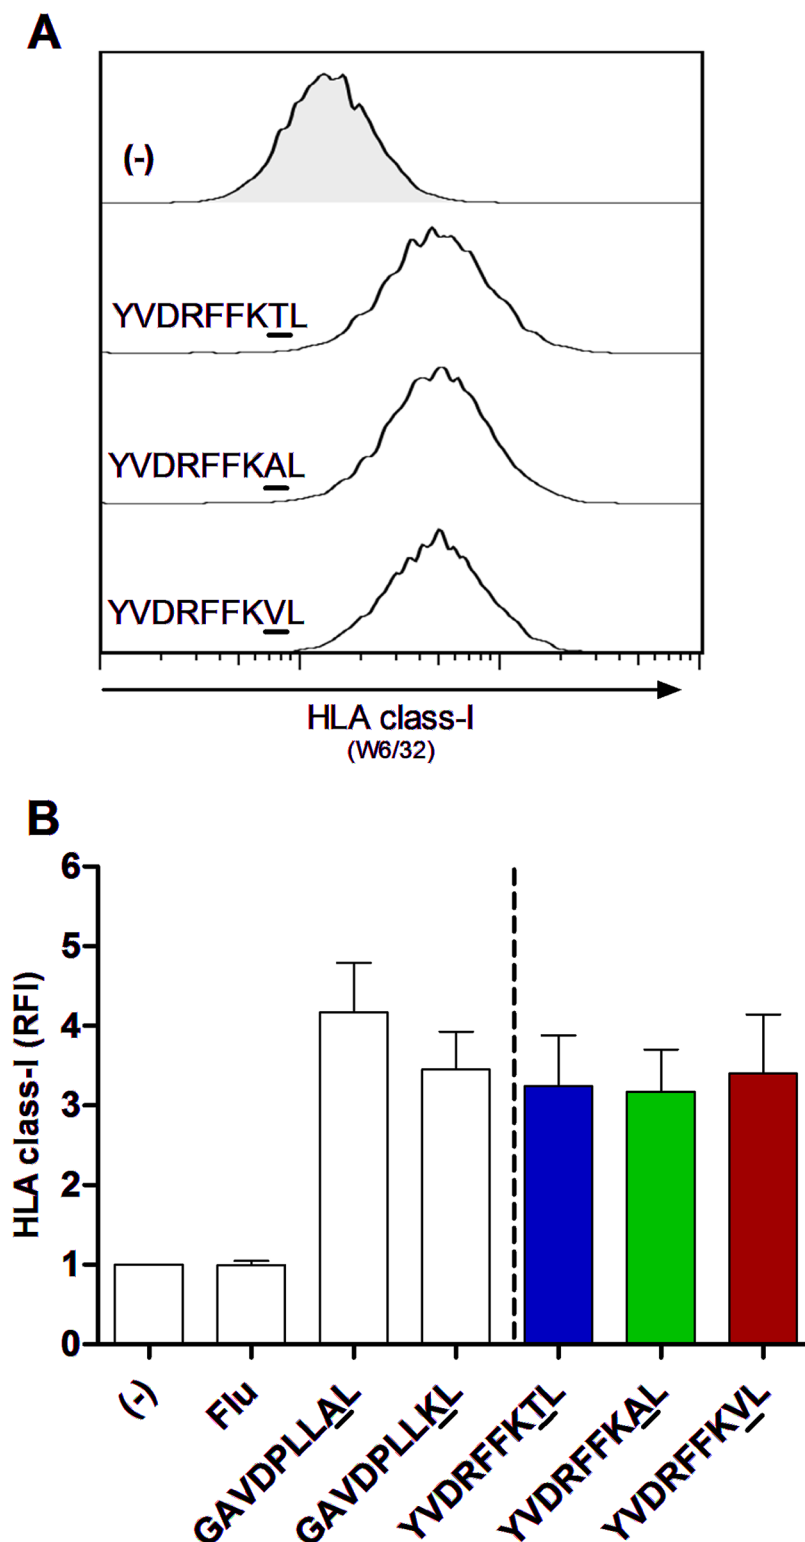 A
(-)
YVDRFFKTL
YVDRFFKAL
YVDRFFKVL
HLA class-I
(W6/32)
B
HLA class-I (RFI)
6
5
4
3
2
1
0
(-)
Flu
GAVDPLLAL
GAVDPLLKL
YVDRFFKTL
YVDRFFKAL
YVDRFFKVL